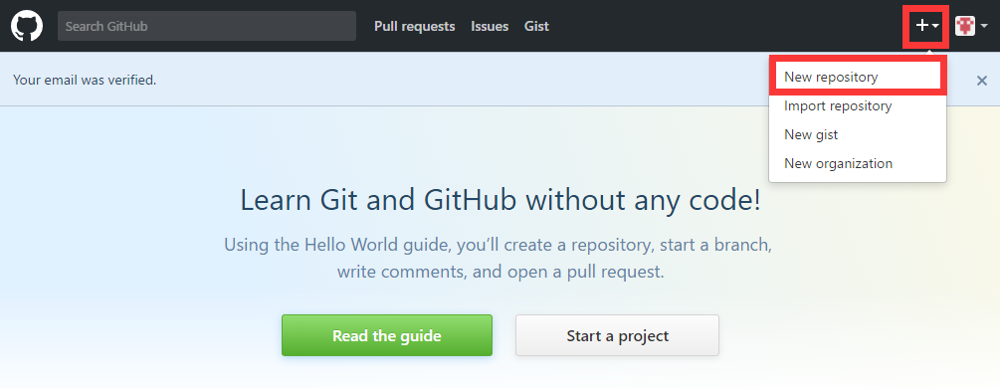 Search GitHub
Pull requests
Issues
Gist
Your email was verified.
New repository
Import repository
New gist
New organization
Learn Git and GitHub without any code!
Using the Hello World guide, you’ll create a repository, start a branch,
write comments, and open a pull request.
Read the guide
Start a project